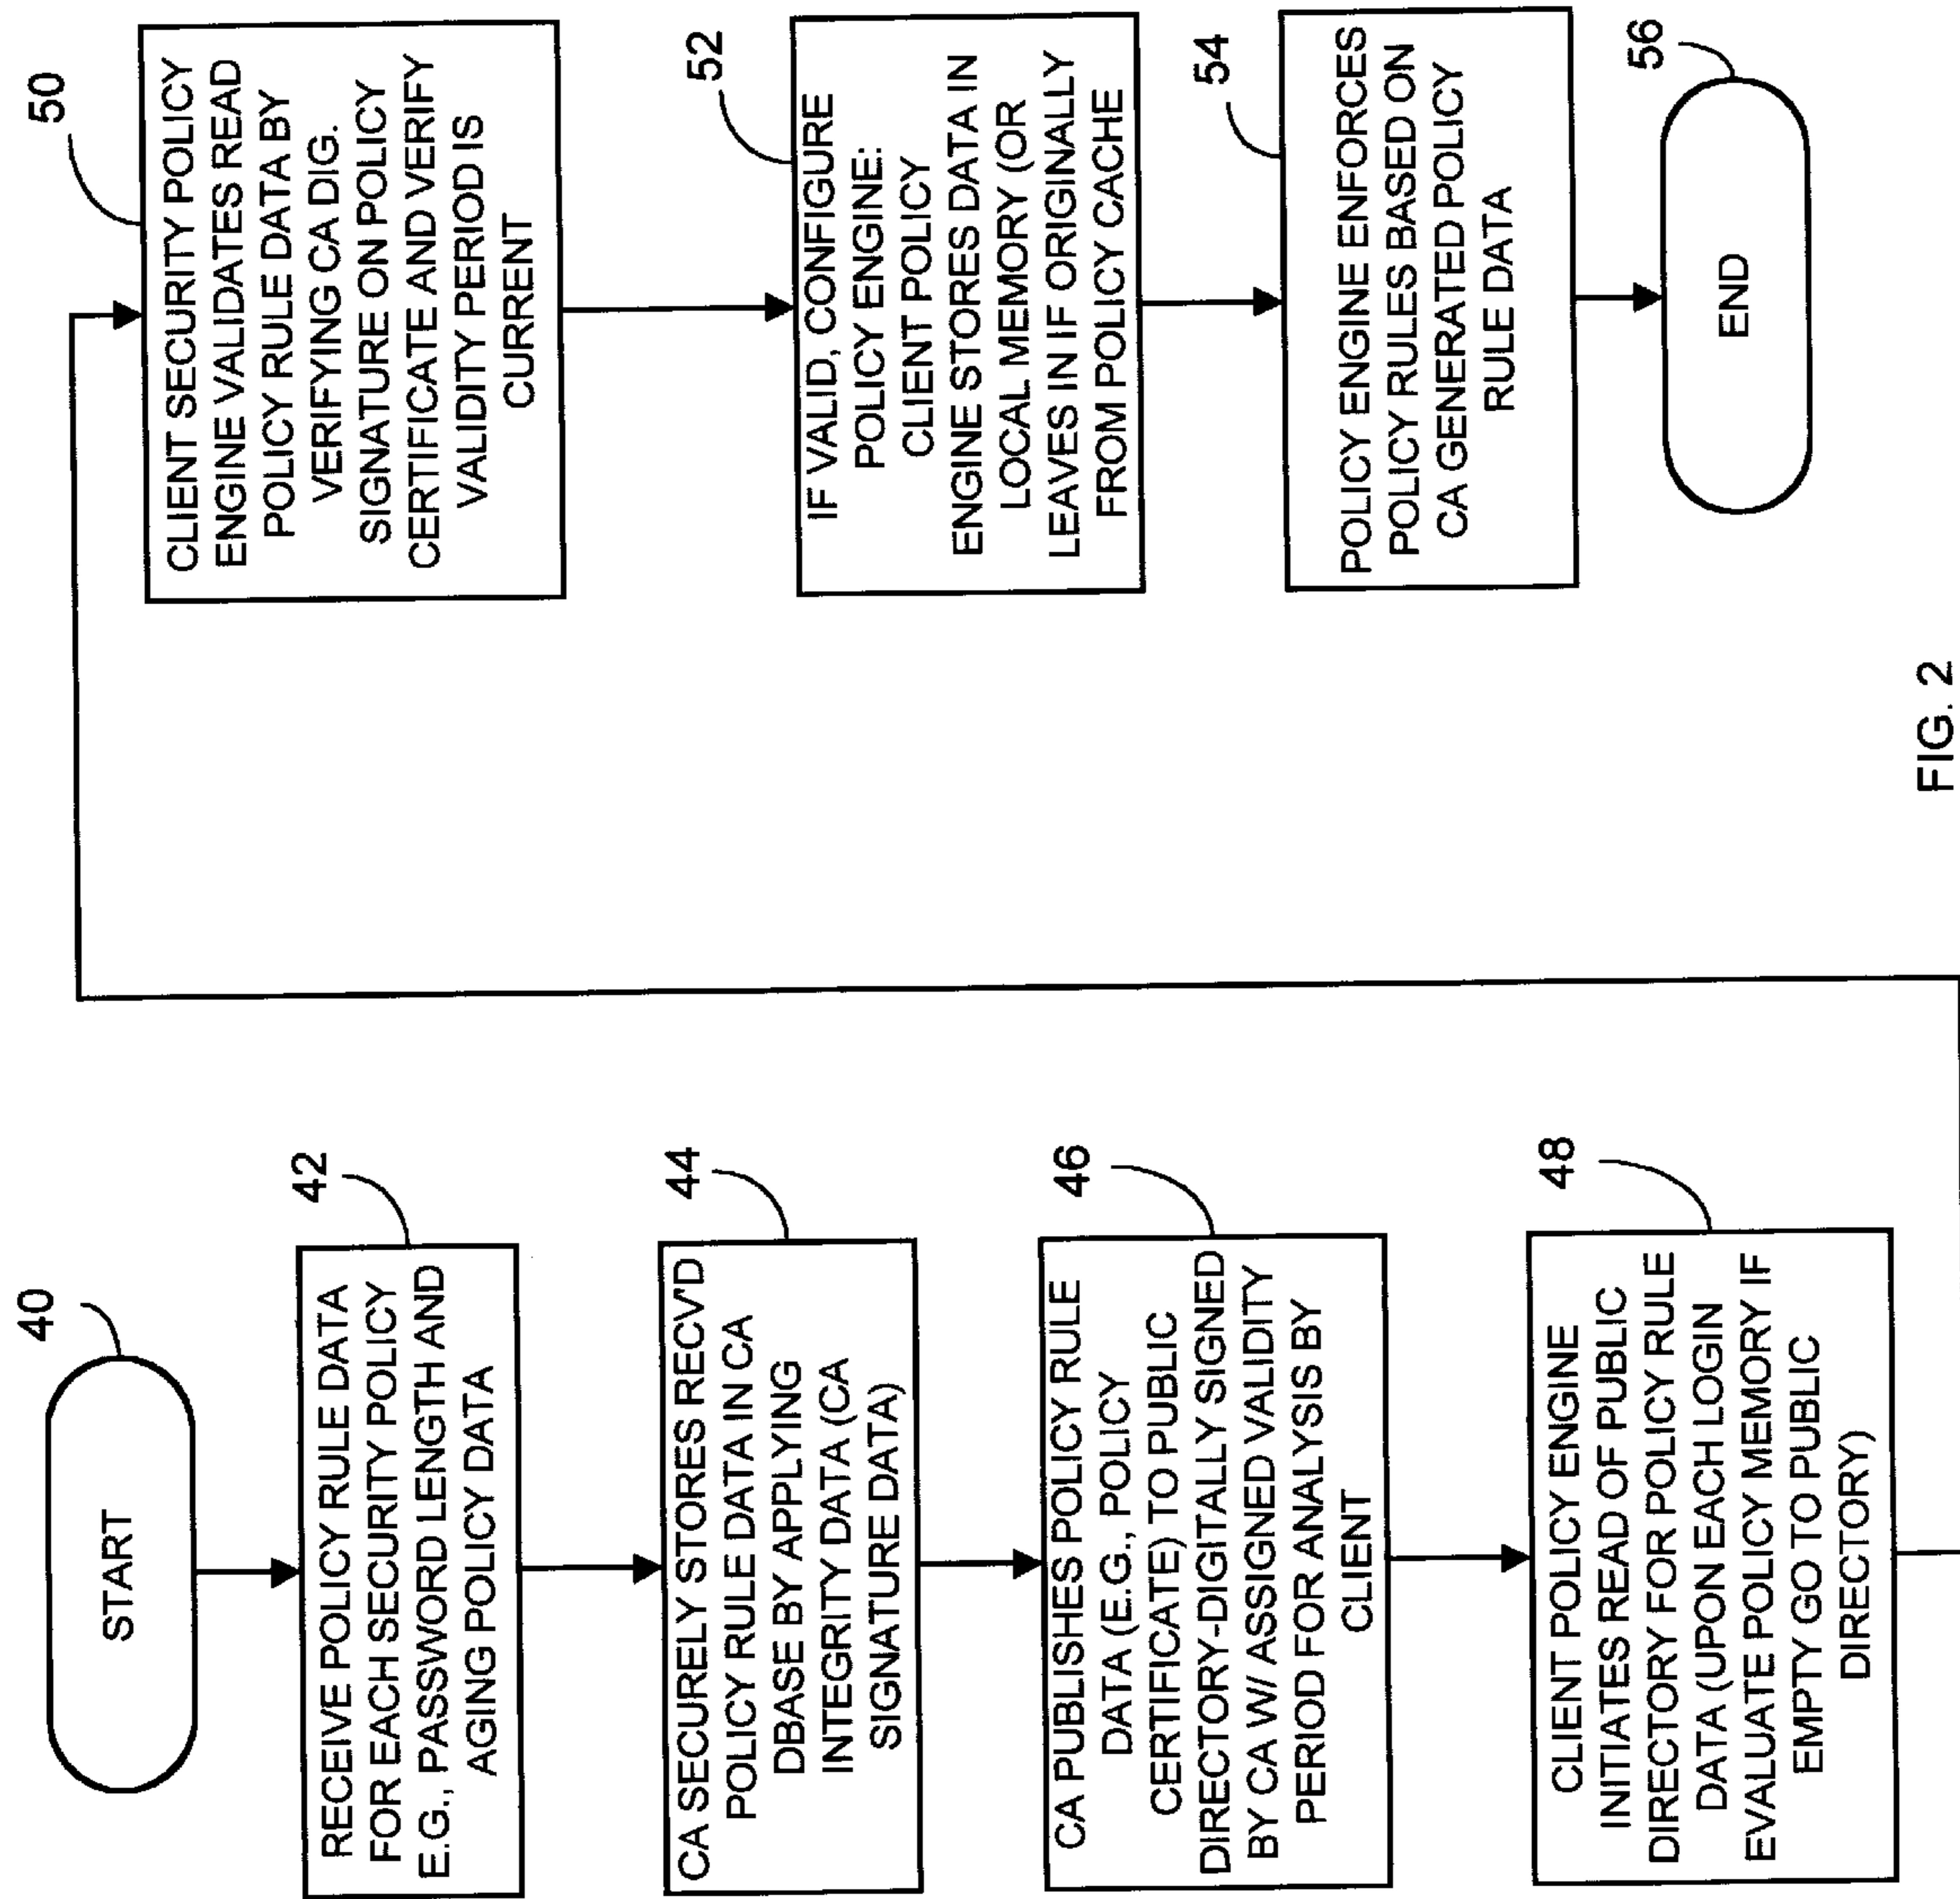 40
START
42
RECEIVE POLICY RULE DATA
FOR EACH SECURITY POLICY
E.G., PASSWORD LENGTH AND
AGING POLICY DATA
44
CA SECURELY STORES RECV'D
POLICY RULE DATA IN CA
DBASE BY APPLYING
INTEGRITY DATA (CA
SIGNATURE DATA)
46
CA PUBLISHES POLICY RULE
DATA (E.G., POLICY
CERTIFICATE) TO PUBLIC
DIRECTORY-DIGITALLY SIGNED
BY CA W/ ASSIGNED VALIDITY
PERIOD FOR ANALYSIS BY
CLIENT
48
CLIENT POLICY ENGINE
INITIATES READ OF PUBLIC
DIRECTORY FOR POLICY RULE
DATA (UPON EACH LOGIN
EVALUATE POLICY MEMORY IF
EMPTY GO TO PUBLIC
DIRECTORY)
50
CLIENT SECURITY POLICY
ENGINE VALIDATES READ
POLICY RULE DATA BY
VERIFYING CA DIG.
SIGNATURE ON POLICY
CERTIFICATE AND VERIFY
VALIDITY PERIOD IS
CURRENT
52
IF VALID, CONFIGURE
POLICY ENGINE:
CLIENT POLICY
ENGINE STORES DATA IN
LOCAL MEMORY (OR
LEAVES IN IF ORIGINALLY
FROM POLICY CACHE
54
POLICY ENGINE ENFORCES
POLICY RULES BASED ON
CA GENERATED POLICY
RULE DATA
56
END
FIG. 2